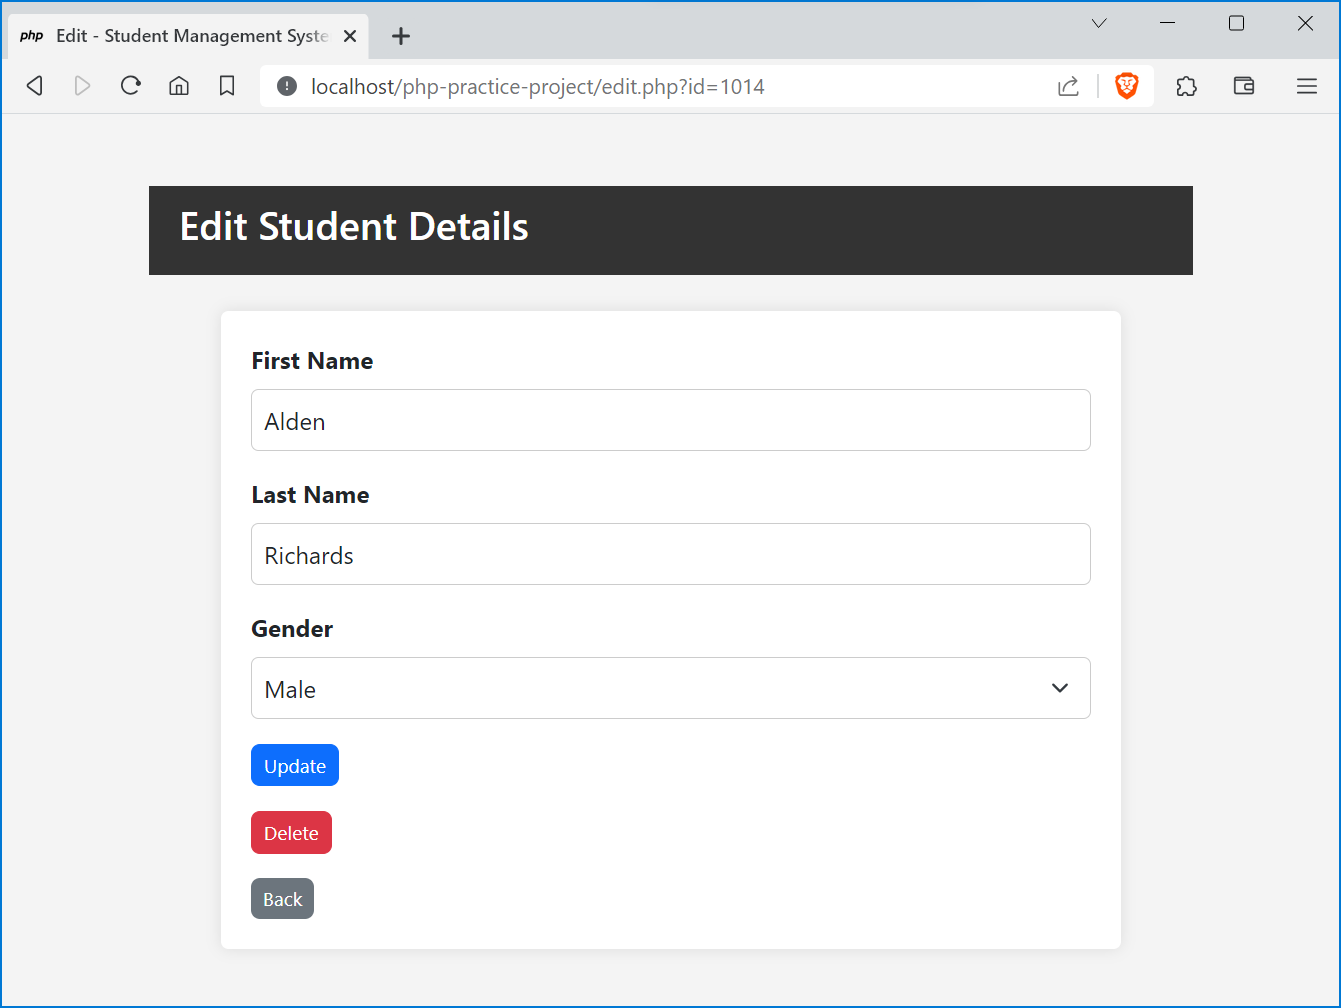 php Edit - Student Management Syste
localhost/php-practice-project/edit.php?id=1014
Edit Student Details
First Name
Alden
Last Name
Richards
Gender
Male
Update
Delete
Back